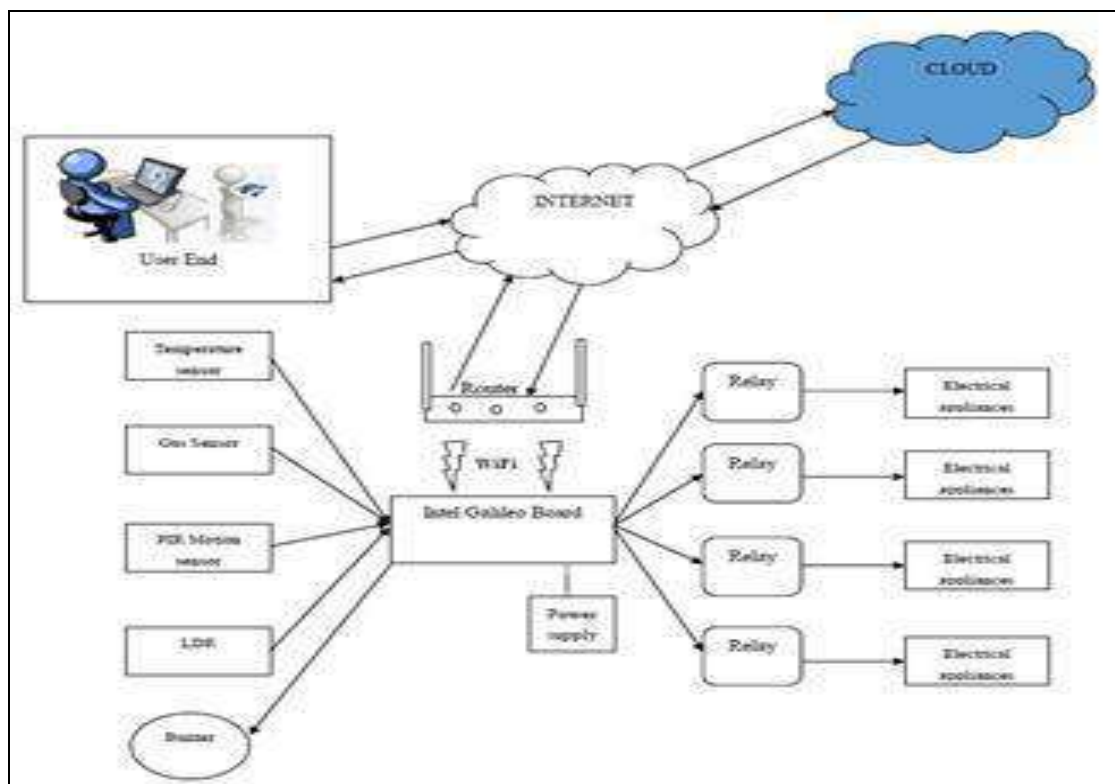 CLOUD
INTERNET
User End
Temperature
sensor
Gas Sensor
PIR Motion
sensor
LDR
Buzzer
Router
WiFi
Intel Galileo Board
Power
supply
Relay
Electrical
appliances
Relay
Electrical
appliances
Relay
Electrical
appliances
Relay
Electrical
appliances